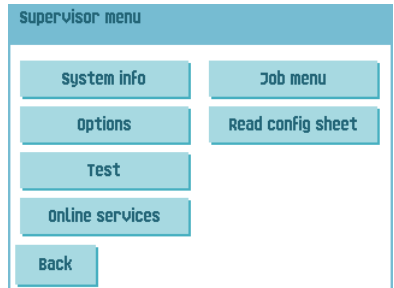 Supervisor menu
System info
Job menu
Options
Read config sheet
Test
Online services
Back